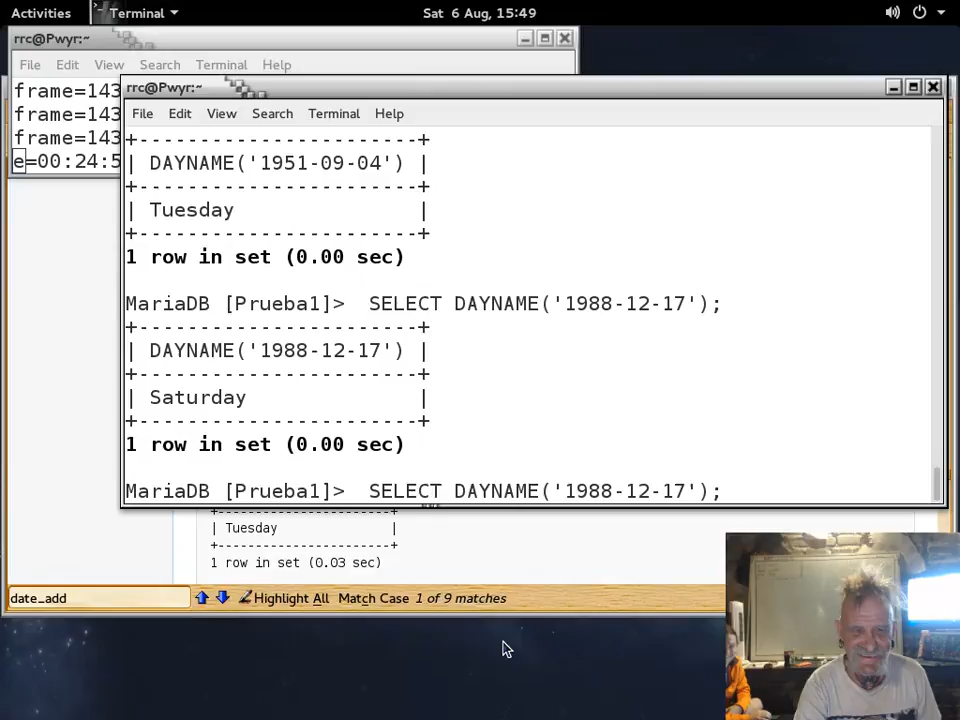 Activities Terminal Sat 6 Aug, 15:49
rrc@Pwyr:~
File Edit View Search Terminal Help
frame=143
frame=143
frame=143
e=00:24:5
rrc@Pwyr:~
File Edit View Search Terminal Help
+-----------------------+
| DAYNAME('1951-09-04') |
+-----------------------+
| Tuesday |
+-----------------------+
1 row in set (0.00 sec)
MariaDB [Prueba1]> SELECT DAYNAME('1988-12-17');
+-----------------------+
| DAYNAME('1988-12-17') |
+-----------------------+
| Saturday |
+-----------------------+
1 row in set (0.00 sec)
MariaDB [Prueba1]> SELECT DAYNAME('1988-12-17');
+-----------------------+
| Tuesday |
+-----------------------+
1 row in set (0.03 sec)
date_add Highlight All Match Case 1 of 9 matches